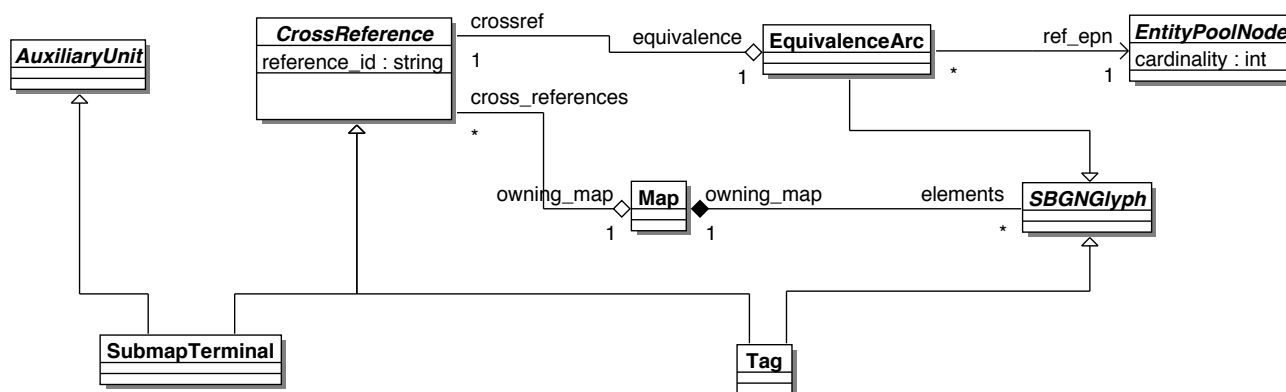 CrossReference
reference_id : string
crossref
1
equivalence
1
EquivalenceArc
*
ref_epn
1
EntityPoolNode
cardinality : int
AuxiliaryUnit
cross_references
*
owning_map
1
Map
owning_map
1
elements
*
SBGNGlyph
SubmapTerminal
Tag